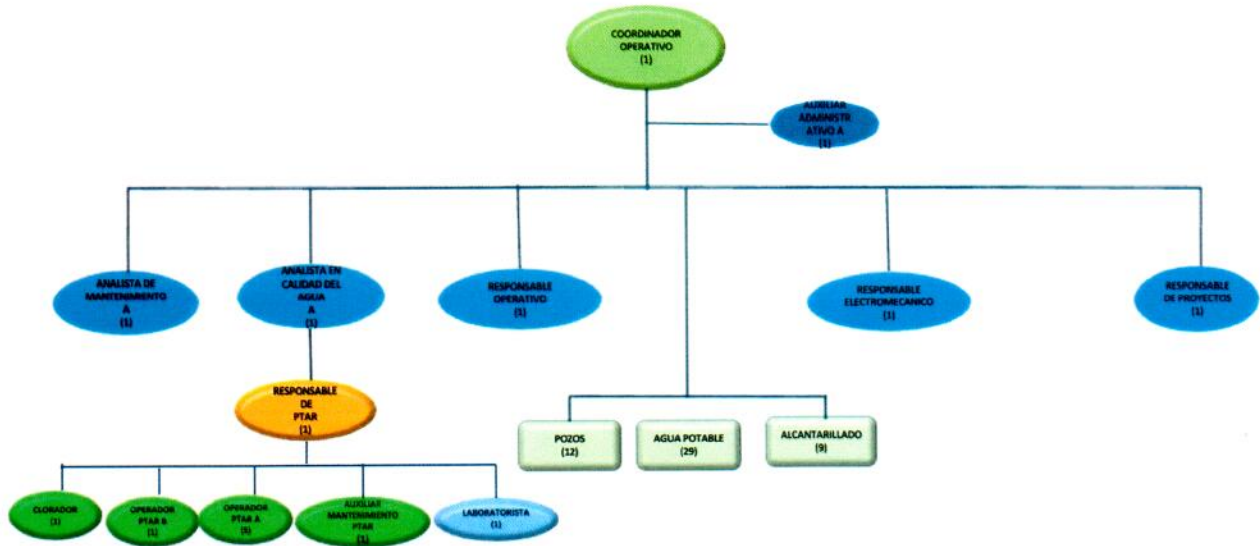 COORDINADOR
OPERATIVO
(1)
AUXILIAR
ADMINISTR
ATIVO A
(1)
ANALISTA DE
MANTENIMIENTO
A
(1)
ANALISTA EN
CALIDAD DEL
AGUA
A
(1)
RESPONSABLE
OPERATIVO
(1)
RESPONSABLE
ELECTROMECANICO
(1)
RESPONSABLE
DE PROYECTOS
(1)
RESPONSABLE
DE
PTAR
(1)
POZOS
(12)
AGUA POTABLE
(29)
ALCANTARILLADO
(9)
CLORADOR
(1)
OPERADOR
PTAR B
(1)
OPERADOR
PTAR A
AUXILIAR
MANTENIMIENTO
PTAR
(1)
LABORATORISTA
(1)